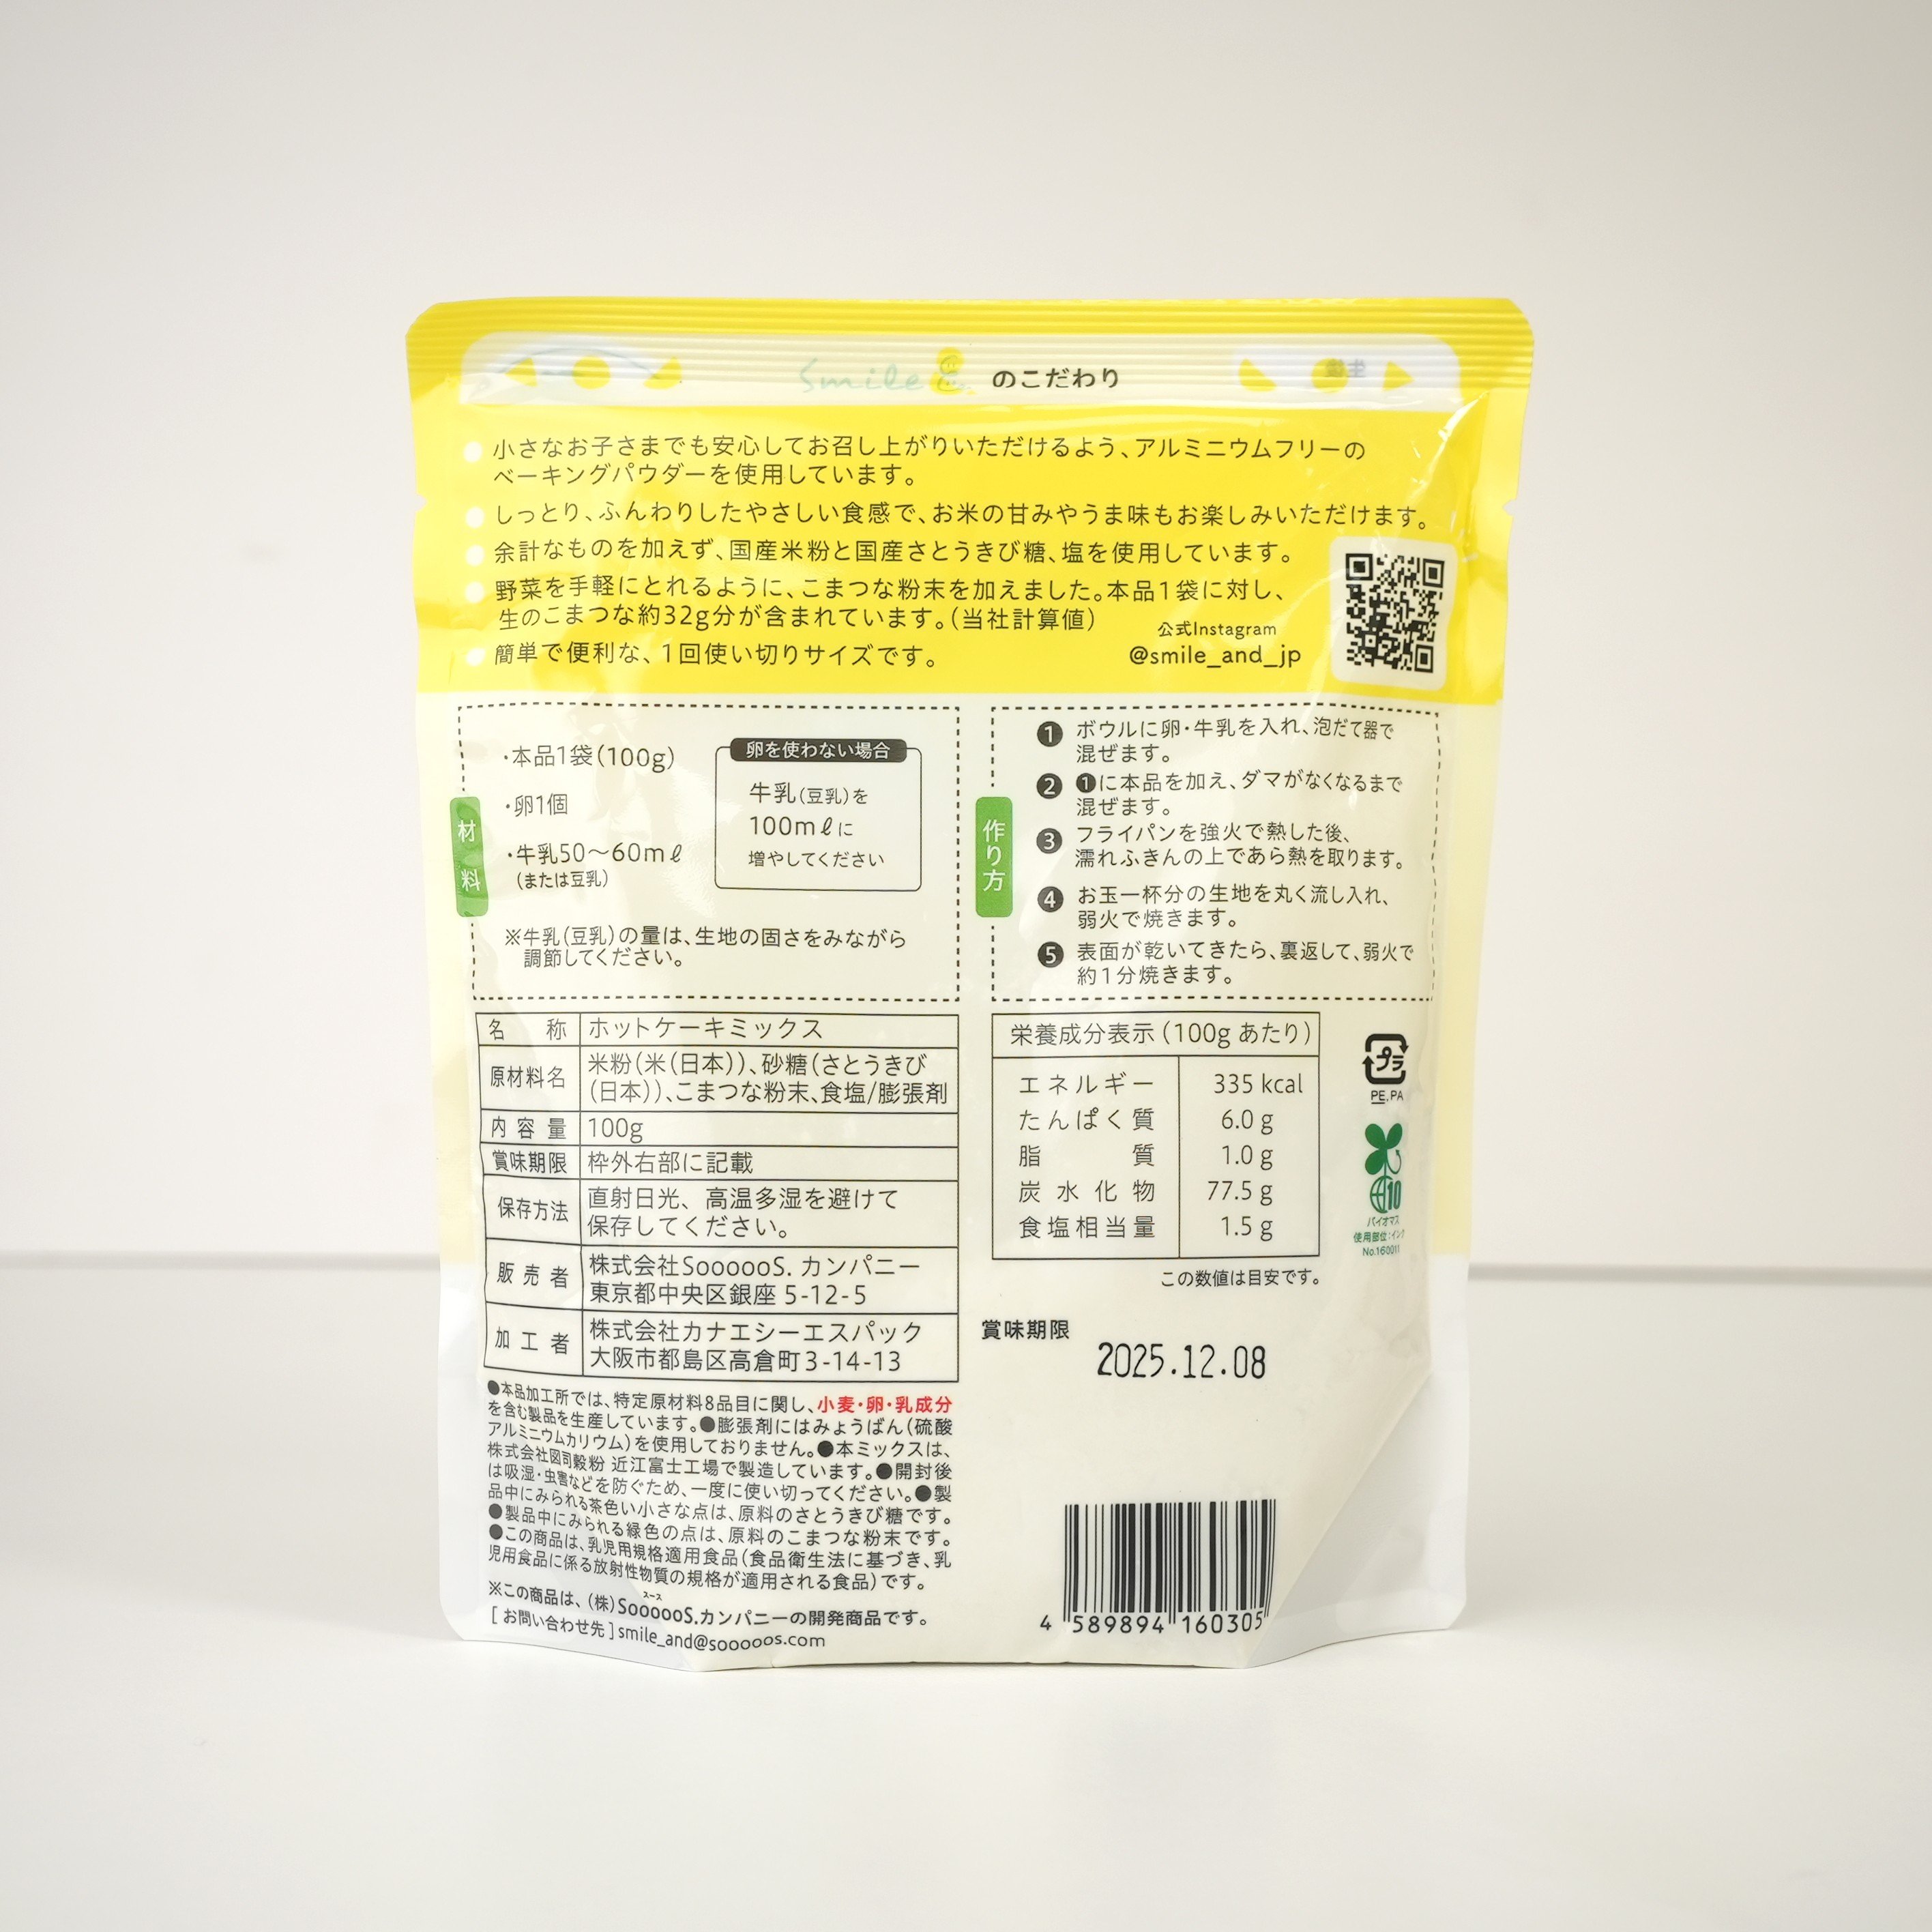 Smile &. のこだわり
小さなお子さまでも安心してお召し上がりいただけるよう、アルミニウムフリーの
ベーキングパウダーを使用しています。
しっとり、ふんわりしたやさしい食感で、お米の甘みやうま味もお楽しみいただけます。
余計なものを加えず、国産米粉と国産さとうきび糖、塩を使用しています。
野菜を手軽にとれるように、こまつな粉末を加えました。本品1袋に対し、
生のこまつな約32g分が含まれています。(当社計算値)
簡単で便利な、1回使い切りサイズです。
公式Instagram
@smile_and_jp
材料
・本品1袋(100g)
・卵1個
・牛乳50〜60mℓ
(または豆乳)
卵を使わない場合
牛乳(豆乳)を
100mℓに
増やしてください
※牛乳(豆乳)の量は、生地の固さをみながら
調節してください。
作り方
❶ ボウルに卵・牛乳を入れ、泡だて器で
混ぜます。
❷ ❶に本品を加え、ダマがなくなるまで
混ぜます。
❸ フライパンを強火で熱した後、
濡れふきんの上であら熱を取ります。
❹ お玉一杯分の生地を丸く流し入れ、
弱火で焼きます。
❺ 表面が乾いてきたら、裏返して、弱火で
約1分焼きます。
名称 ホットケーキミックス
原材料名 米粉(米(日本))、砂糖(さとうきび
(日本))、こまつな粉末、食塩/膨張剤
内容量 100g
賞味期限 枠外右部に記載
保存方法 直射日光、高温多湿を避けて
保存してください。
販売者 株式会社SoooooS. カンパニー
東京都中央区銀座 5-12-5
加工者 株式会社カナエシーエスパック
大阪市都島区高倉町3-14-13
●本品加工所では、特定原材料8品目に関し、小麦・卵・乳成分
を含む製品を生産しています。●膨張剤にはみょうばん(硫酸
アルミニウムカリウム)を使用しておりません。●本ミックスは、
株式会社図司穀粉 近江富士工場で製造しています。●開封後
は吸湿・虫害などを防ぐため、一度に使い切ってください。●製
品中にみられる茶色い小さな点は、原料のさとうきび糖です。
●製品中にみられる緑色の点は、原料のこまつな粉末です。
●この商品は、乳児用規格適用食品(食品衛生法に基づき、乳
児用食品に係る放射性物質の規格が適用される食品)です。
スース
※この商品は、(株)SoooooS.カンパニーの開発商品です。
[お問い合わせ先]smile_and@sooooos.com
栄養成分表示(100gあたり)
エネルギー 335 kcal
たんぱく質 6.0 g
脂質 1.0 g
炭水化物 77.5 g
食塩相当量 1.5 g
この数値は目安です。
プラ
PE,PA
10
バイオマス
使用部位:インク
No.160011
賞味期限
2025.12.08
4 589894 160305